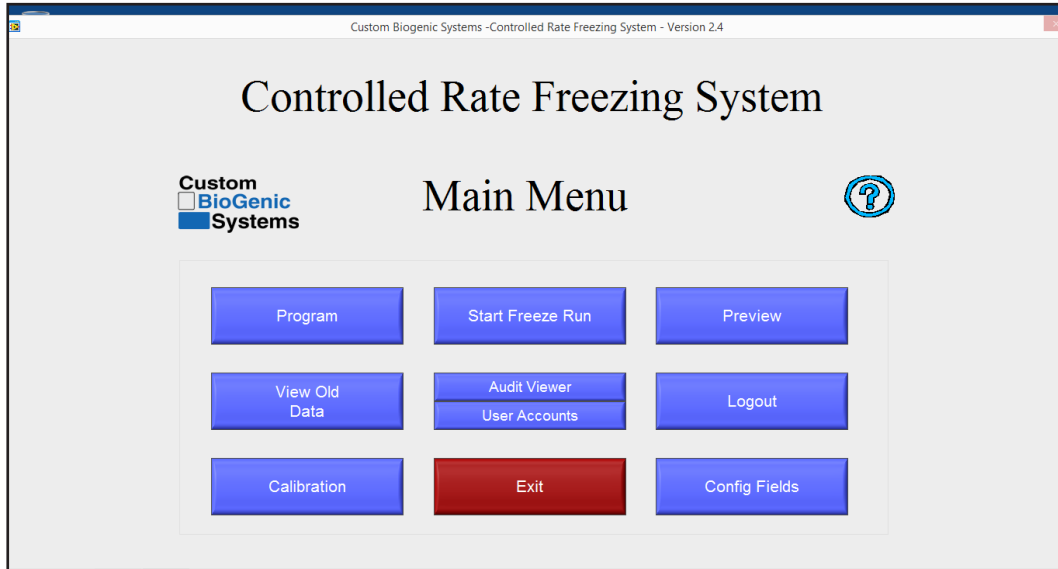 Custom Biogenic Systems -Controlled Rate Freezing System - Version 2.4
Controlled Rate Freezing System
Custom
BioGenic
Systems
Main Menu
?
Program
Start Freeze Run
Preview
View Old
Data
Audit Viewer
User Accounts
Logout
Calibration
Exit
Config Fields